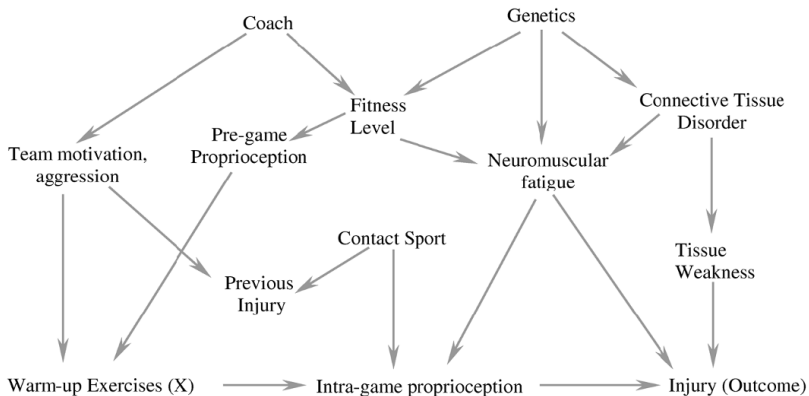 Coach
Genetics
Fitness
Level
Connective Tissue
Disorder
Pre-game
Proprioception
Team motivation,
aggression
Neuromuscular
fatigue
Contact Sport
Tissue
Weakness
Previous
Injury
Warm-up Exercises (X)
Intra-game proprioception
Injury (Outcome)